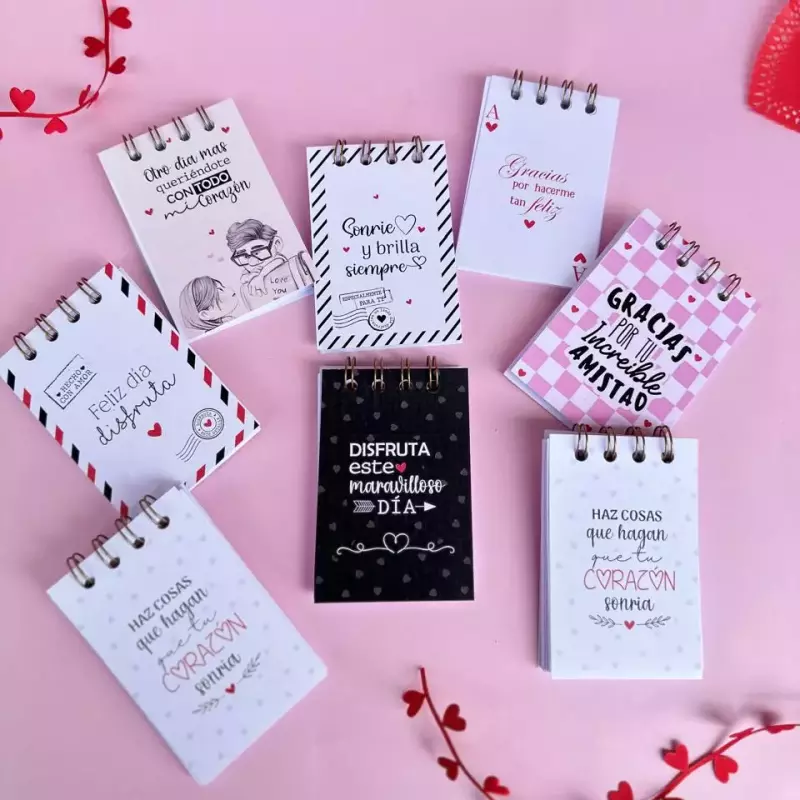 Otro día mas
queriéndote
CON TODO
mi Corazón
Love
You
Sonrie
y brilla
siempre
ESPECIALMENTE
PARA TI
A
Gracias
por hacerme
tan feliz
A
GRACIAS
POR TU
Increíble
AMISTAD
HECHO
CON AMOR
Feliz día
disfruta
DISFRUTA
este
maravilloso
DÍA
HAZ COSAS
que hagan
que tu
CORAZÓN
sonria
HAZ COSAS
que hagan
que tu
CORAZÓN
sonria